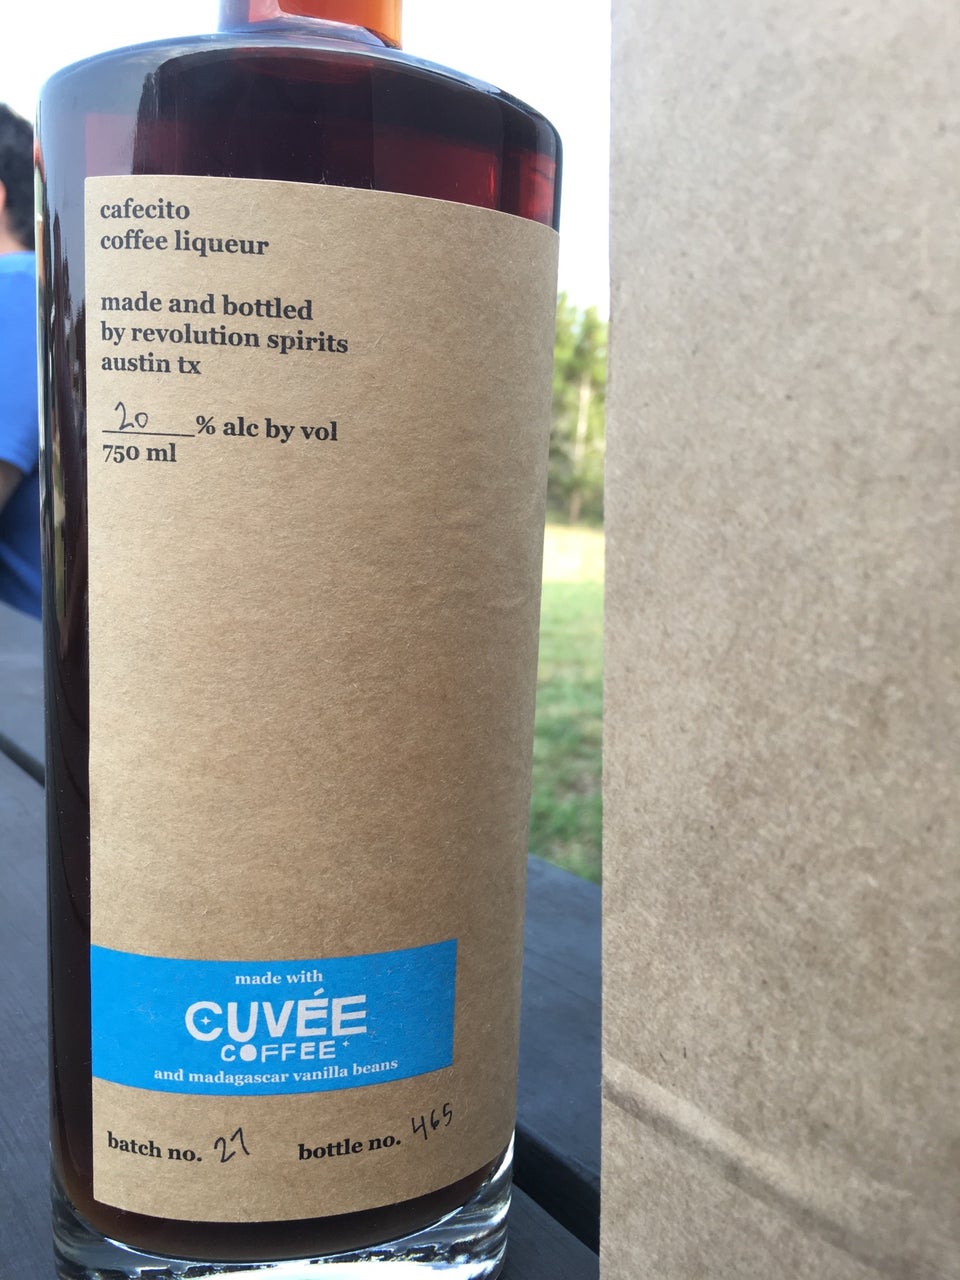 cafecito
coffee liqueur
made and bottled
by revolution spirits
austin tx
20 % alc by vol
750 ml
made with
CUVÉE
COFFEE
and madagascar vanilla beans
batch no. 27 bottle no. 465